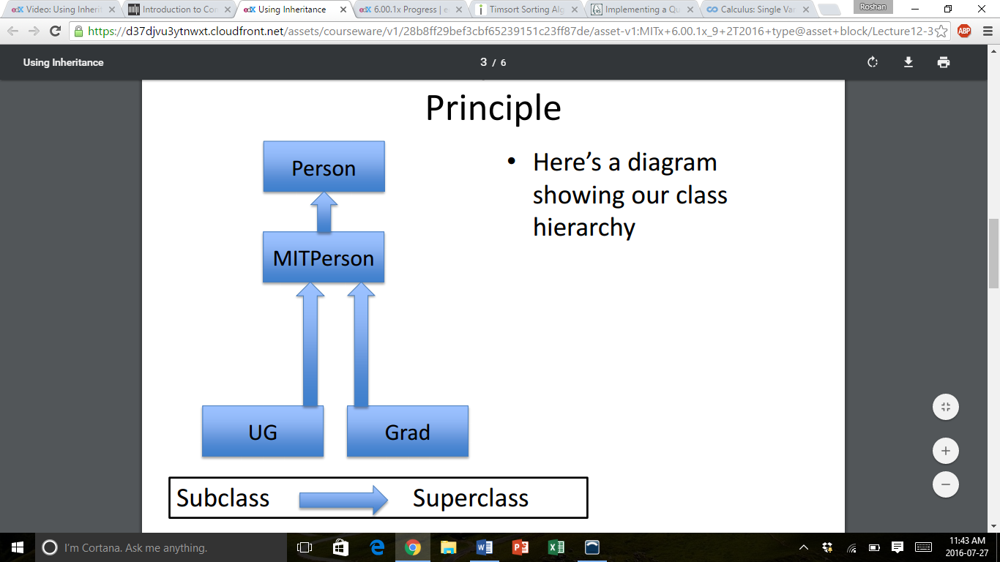 Video: Using Inherit
Introduction to Con
Using Inheritance
6.00.1x Progress | e
Timsort Sorting Alg
Implementing a Qu
Calculus: Single Var
Roshan
https://d37djvu3ytnwxt.cloudfront.net/assets/courseware/v1/28b8ff29bef3cbf65239151c23ff87de/asset-v1:MITx+6.00.1x_9+2T2016+type@asset+block/Lecture12-3
ABP
Using Inheritance
3 / 6
Principle
Person
MITPerson
UG
Grad
• Here’s a diagram
showing our class
hierarchy
Subclass
Superclass
I'm Cortana. Ask me anything.
11:43 AM
2016-07-27